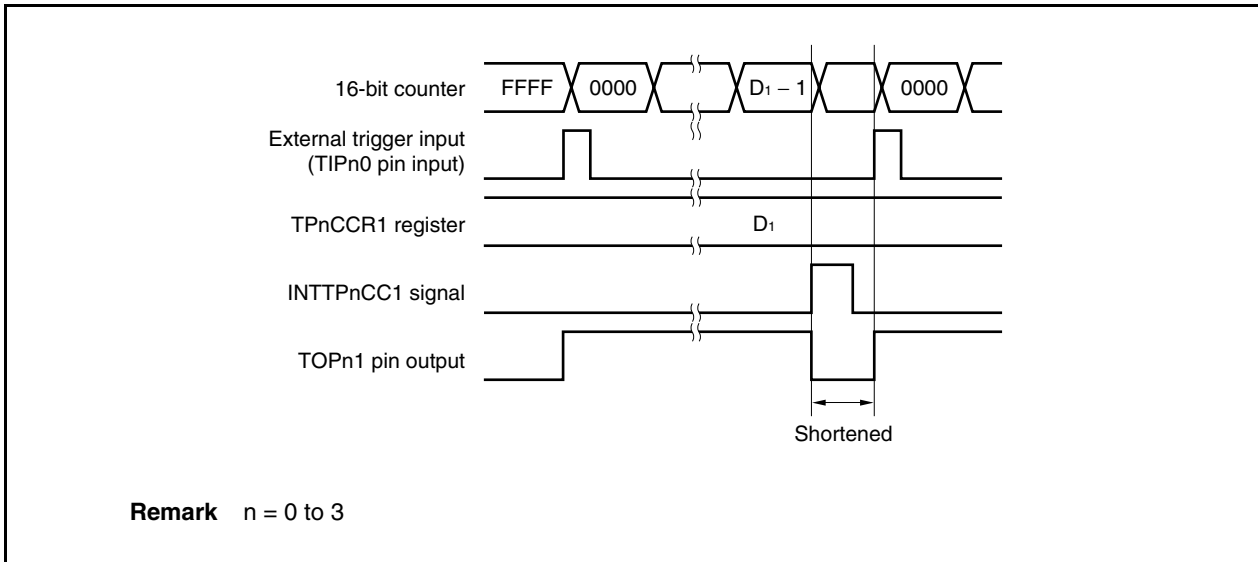 16-bit counter
FFFF 0000 D₁ – 1 0000
External trigger input
(TIPn0 pin input)
TPnCCR1 register
D₁
INTTPnCC1 signal
TOPn1 pin output
Shortened
Remark n = 0 to 3